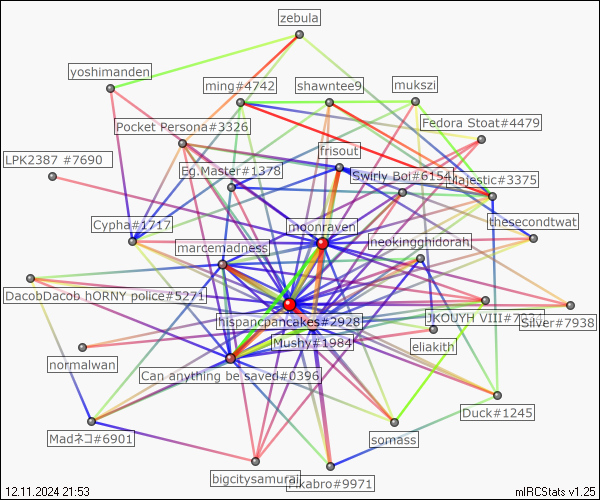 zebula
yoshimanden
ming#4742
shawntee9
mukszi
Pocket Persona#3326
Fedora Stoat#4479
frisout
LPK2387 #7690
Eg.Master#1378
Swirly Boi#6154
Majestic#3375
Cypha#1717
moonraven
thesecondtwat
marcemadness
neokingghidorah
DacobDacob hORNY police#5271
hispancpancakes#2928
JKOUYH VIII#7
Silver#7938
Mushy#1984
eliakith
normalwan
Can anything be saved#0396
Duck#1245
Madネコ#6901
somass
bigcitysamurai
Pikabro#9971
12.11.2024 21:53
mIRCStats v1.25